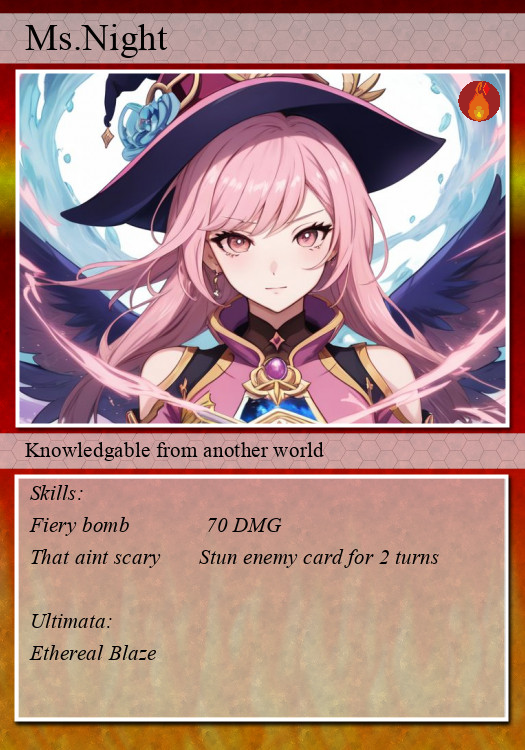 Ms.Night
Knowledgable from another world
Skills:
Fiery bomb 70 DMG
That aint scary Stun enemy card for 2 turns
Ultimata:
Ethereal Blaze